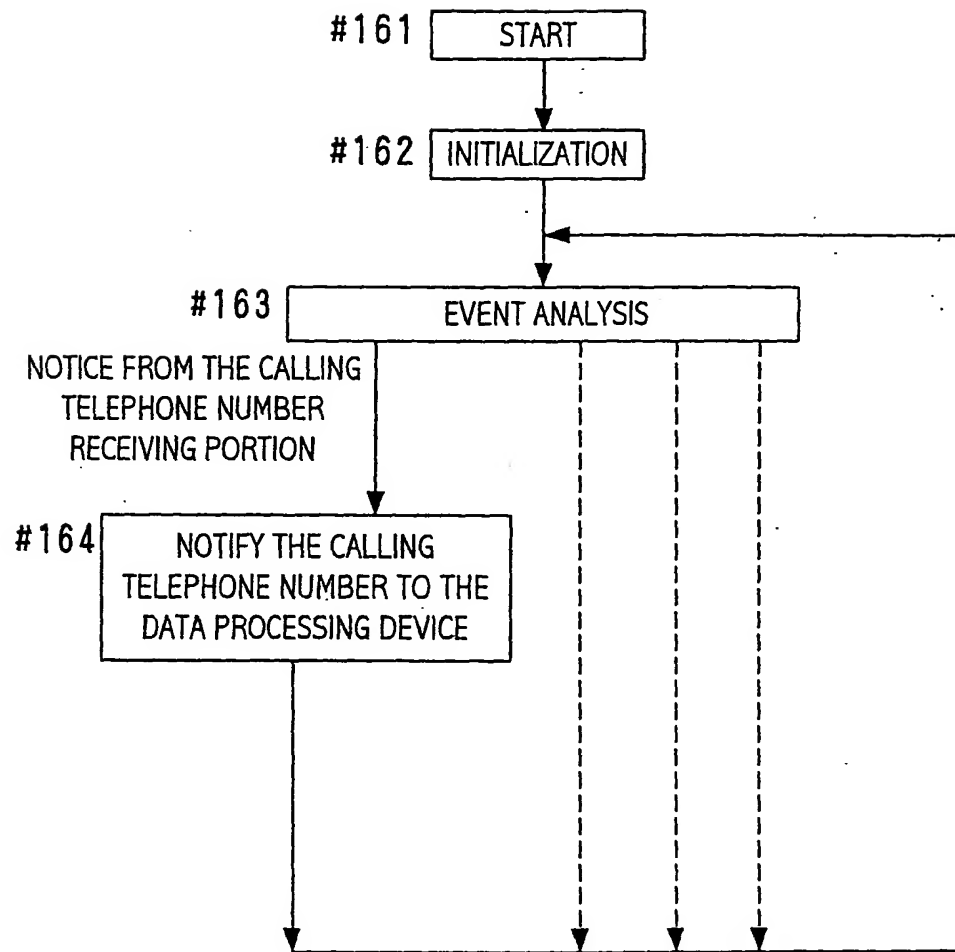 #161 START
#162 INITIALIZATION
#163 EVENT ANALYSIS
NOTICE FROM THE CALLING
TELEPHONE NUMBER
RECEIVING PORTION
#164 NOTIFY THE CALLING
TELEPHONE NUMBER TO THE
DATA PROCESSING DEVICE